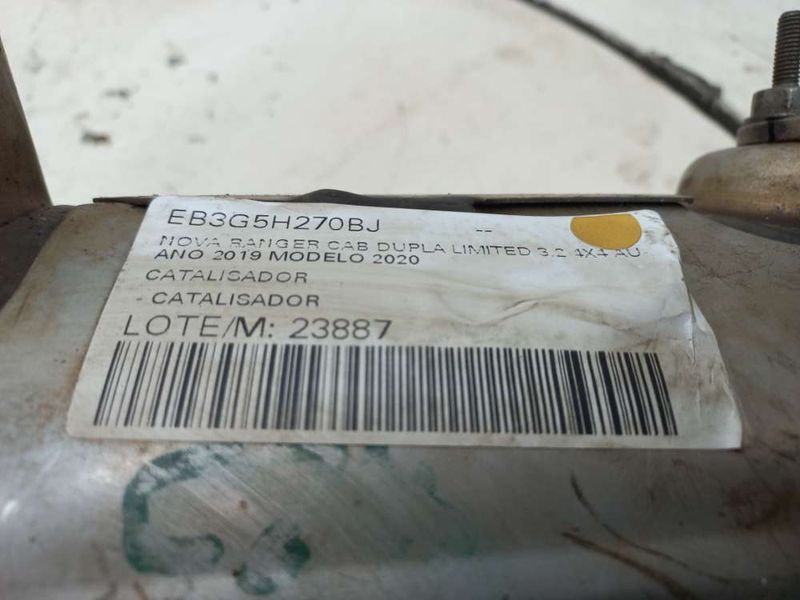 EB3G5H270BJ --
NOVA RANGER CAB DUPLA LIMITED 3.2 4X4 AU
ANO 2019 MODELO 2020
CATALISADOR
- CATALISADOR
LOTE/M: 23887